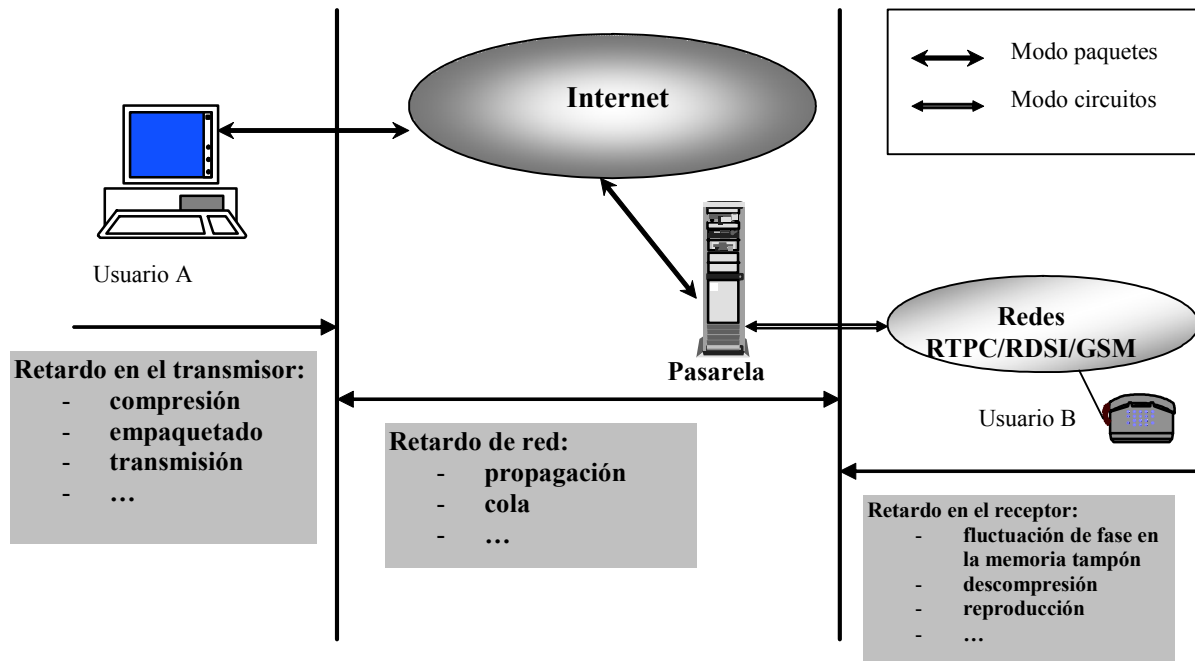 Internet
Modo paquetes
Modo circuitos
Usuario A
Pasarela
Redes
RTPC/RDSI/GSM
Usuario B
Retardo en el transmisor:
- compresión
- empaquetado
- transmisión
- …
Retardo de red:
- propagación
- cola
- …
Retardo en el receptor:
- fluctuación de fase en
la memoria tampón
- descompresión
- reproducción
- …